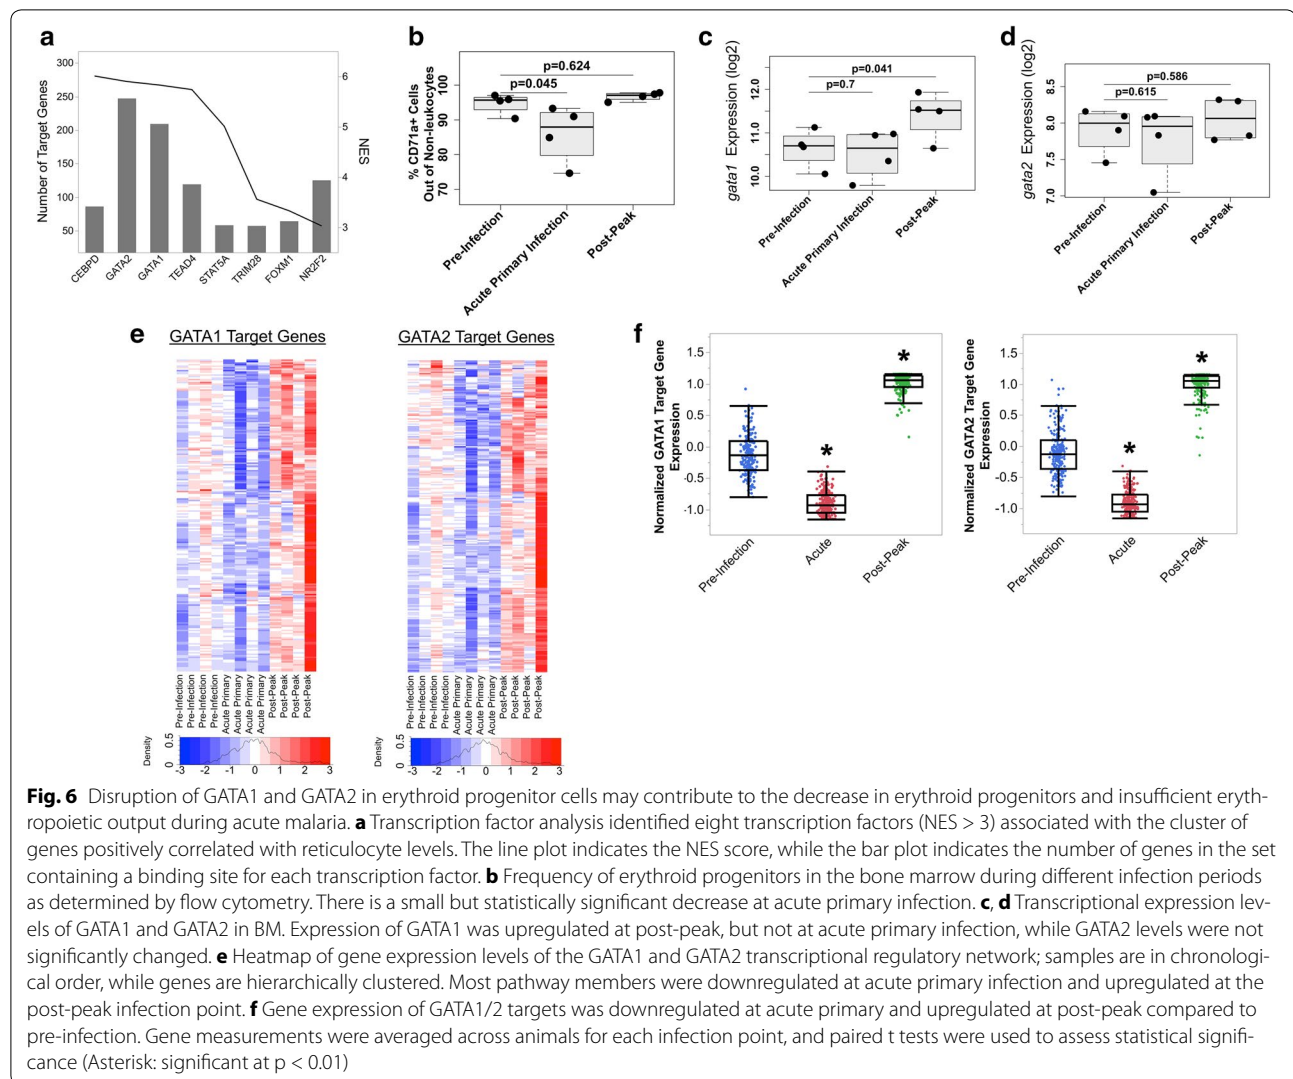 a
Number of Target Genes
300
250
200
150
100
50
6
5
4
3
NES
CEBPD
GATA2
GATA1
TEAD4
STAT5A
TRIM28
FOXM1
NR2F2
b
% CD71a+ Cells
Out of Non-leukocytes
100
90
80
70
p=0.624
p=0.045
Pre-Infection
Acute Primary Infection
Post-Peak
c
gata1 Expression (log2)
12.0
11.0
10.0
p=0.041
p=0.7
Pre-Infection
Acute Primary Infection
Post-Peak
d
gata2 Expression (log2)
8.0
7.5
7.0
p=0.586
p=0.615
Pre-Infection
Acute Primary Infection
Post-Peak
e
GATA1 Target Genes
Pre-Infection
Pre-Infection
Pre-Infection
Pre-Infection
Acute Primary
Acute Primary
Acute Primary
Acute Primary
Post-Peak
Post-Peak
Post-Peak
Post-Peak
Density
0.5
0
-3 -2 -1 0 1 2 3
GATA2 Target Genes
Pre-Infection
Pre-Infection
Pre-Infection
Pre-Infection
Acute Primary
Acute Primary
Acute Primary
Acute Primary
Post-Peak
Post-Peak
Post-Peak
Post-Peak
Density
0.5
0
-3 -2 -1 0 1 2 3
f
Normalized GATA1 Target Gene
Expression
1.5
1.0
0.5
0.0
-0.5
-1.0
*
*
Pre-Infection
Acute
Post-Peak
Normalized GATA2 Target Gene
Expression
1.5
1.0
0.5
0.0
-0.5
-1.0
*
*
Pre-Infection
Acute
Post-Peak
Fig. 6 Disruption of GATA1 and GATA2 in erythroid progenitor cells may contribute to the decrease in erythroid progenitors and insufficient eryth-
ropoietic output during acute malaria. a Transcription factor analysis identified eight transcription factors (NES > 3) associated with the cluster of
genes positively correlated with reticulocyte levels. The line plot indicates the NES score, while the bar plot indicates the number of genes in the set
containing a binding site for each transcription factor. b Frequency of erythroid progenitors in the bone marrow during different infection periods
as determined by flow cytometry. There is a small but statistically significant decrease at acute primary infection. c, d Transcriptional expression lev-
els of GATA1 and GATA2 in BM. Expression of GATA1 was upregulated at post-peak, but not at acute primary infection, while GATA2 levels were not
significantly changed. e Heatmap of gene expression levels of the GATA1 and GATA2 transcriptional regulatory network; samples are in chronologi-
cal order, while genes are hierarchically clustered. Most pathway members were downregulated at acute primary infection and upregulated at the
post-peak infection point. f Gene expression of GATA1/2 targets was downregulated at acute primary and upregulated at post-peak compared to
pre-infection. Gene measurements were averaged across animals for each infection point, and paired t tests were used to assess statistical signifi-
cance (Asterisk: significant at p < 0.01)